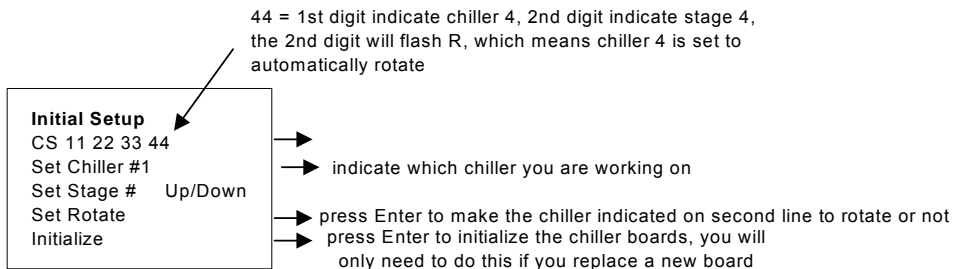 44 = 1st digit indicate chiller 4, 2nd digit indicate stage 4,
the 2nd digit will flash R, which means chiller 4 is set to
automatically rotate
Initial Setup
CS 11 22 33 44
Set Chiller #1
indicate which chiller you are working on
Set Stage # Up/Down
Set Rotate
press Enter to make the chiller indicated on second line to rotate or not
Initialize
press Enter to initialize the chiller boards, you will
only need to do this if you replace a new board